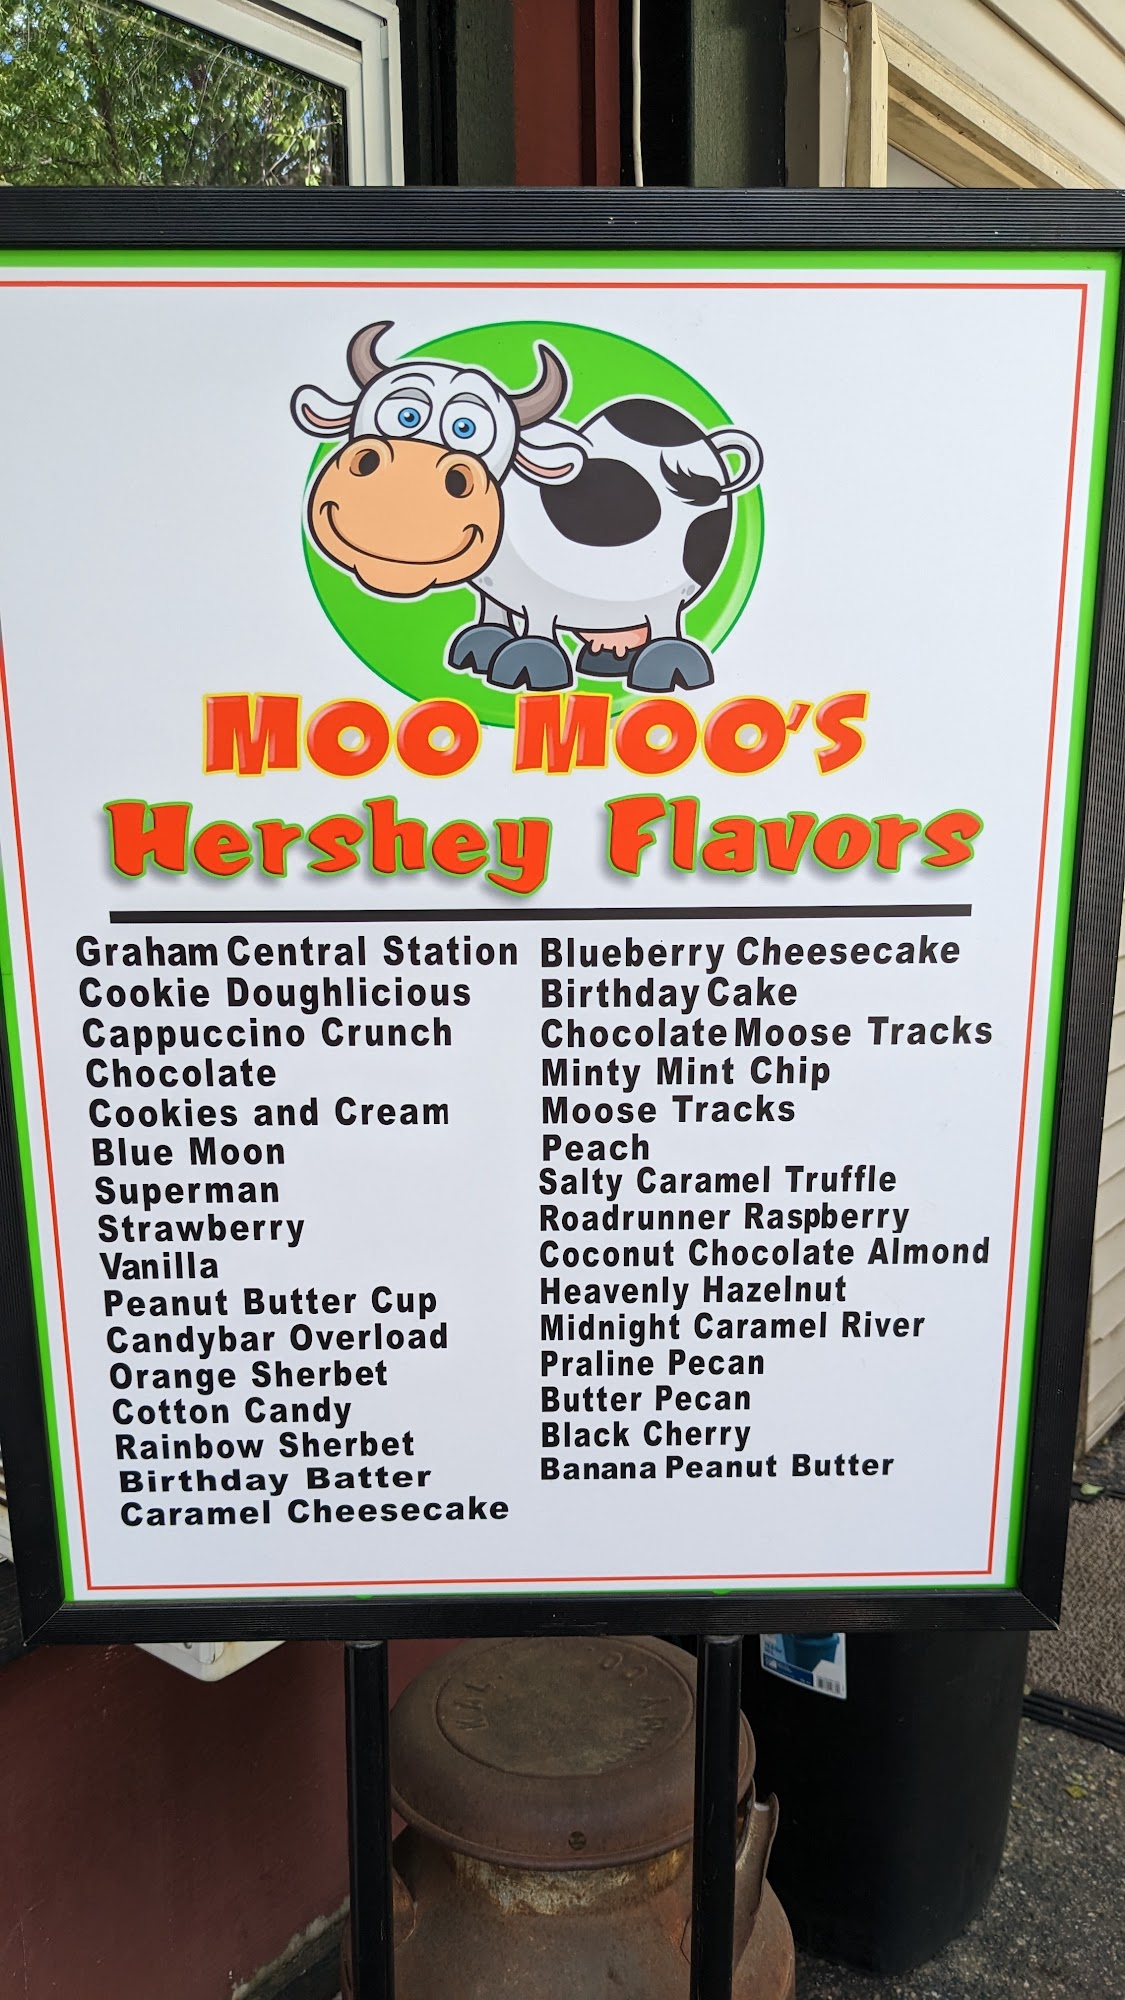 Moo Moo's
Hershey Flavors
Graham Central Station
Cookie Doughlicious
Cappuccino Crunch
Chocolate
Cookies and Cream
Blue Moon
Superman
Strawberry
Vanilla
Peanut Butter Cup
Candybar Overload
Orange Sherbet
Cotton Candy
Rainbow Sherbet
Birthday Batter
Caramel Cheesecake
Blueberry Cheesecake
Birthday Cake
Chocolate Moose Tracks
Minty Mint Chip
Moose Tracks
Peach
Salty Caramel Truffle
Roadrunner Raspberry
Coconut Chocolate Almond
Heavenly Hazelnut
Midnight Caramel River
Praline Pecan
Butter Pecan
Black Cherry
Banana Peanut Butter